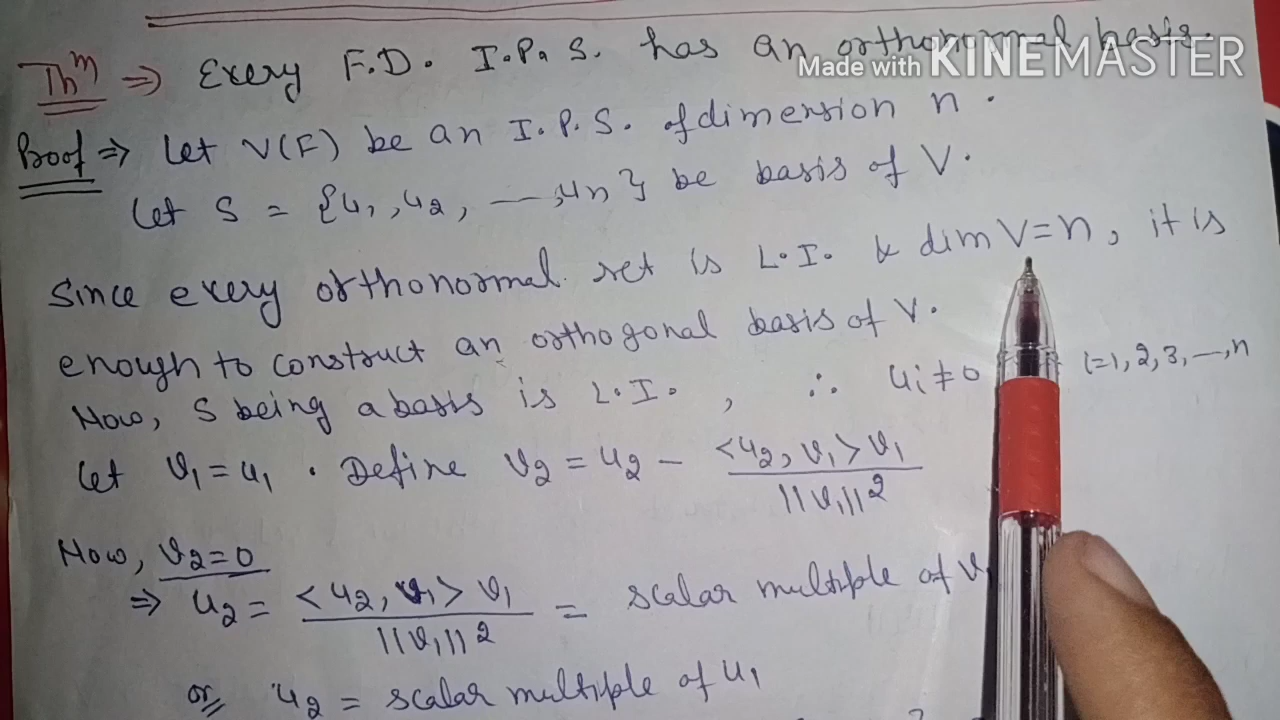 Thm ⇒ Every F.D. I.P.S. has an orthonormal basis.
Made with KINEMASTER
Proof ⇒ Let V(F) be an I.P.S. of dimension n.
Let S = {u1, u2, —, un} be basis of V.
Since every orthonormal set is L.I. & dim V = n, it is
enough to construct an orthogonal basis of V.
Now, S being a basis is L.I. , ∴ ui ≠ 0 i=1, 2, 3, —, n
Let v1 = u1 . Define v2 = u2 - <u2, v1> v1 / ||v1||²
Now, v2 = 0
⇒ u2 = <u2, v1> v1 / ||v1||² = scalar multiple of v
or u2 = scalar multiple of u1